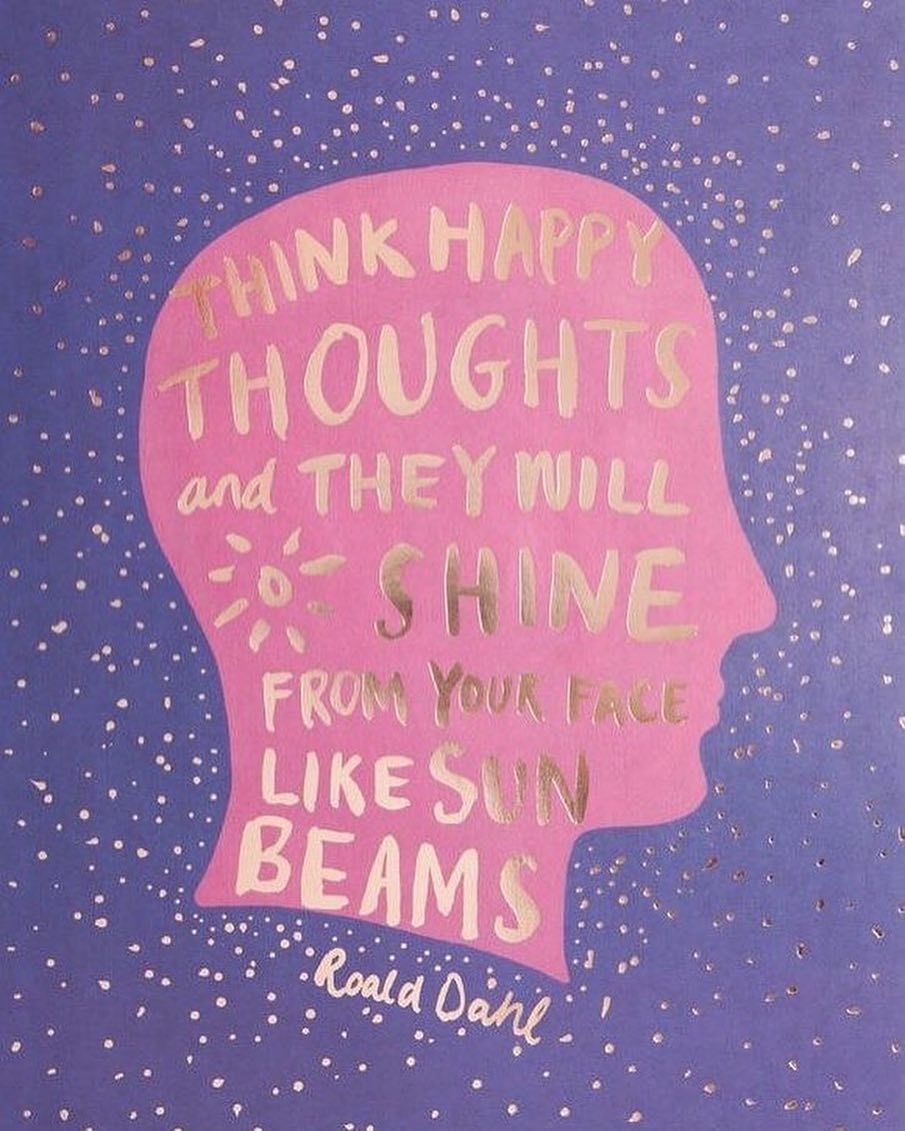 THINK HAPPY
THOUGHTS
and THEY WILL
SHINE
FROM YOUR FACE
LIKE SUN
BEAMS
Roald Dahl